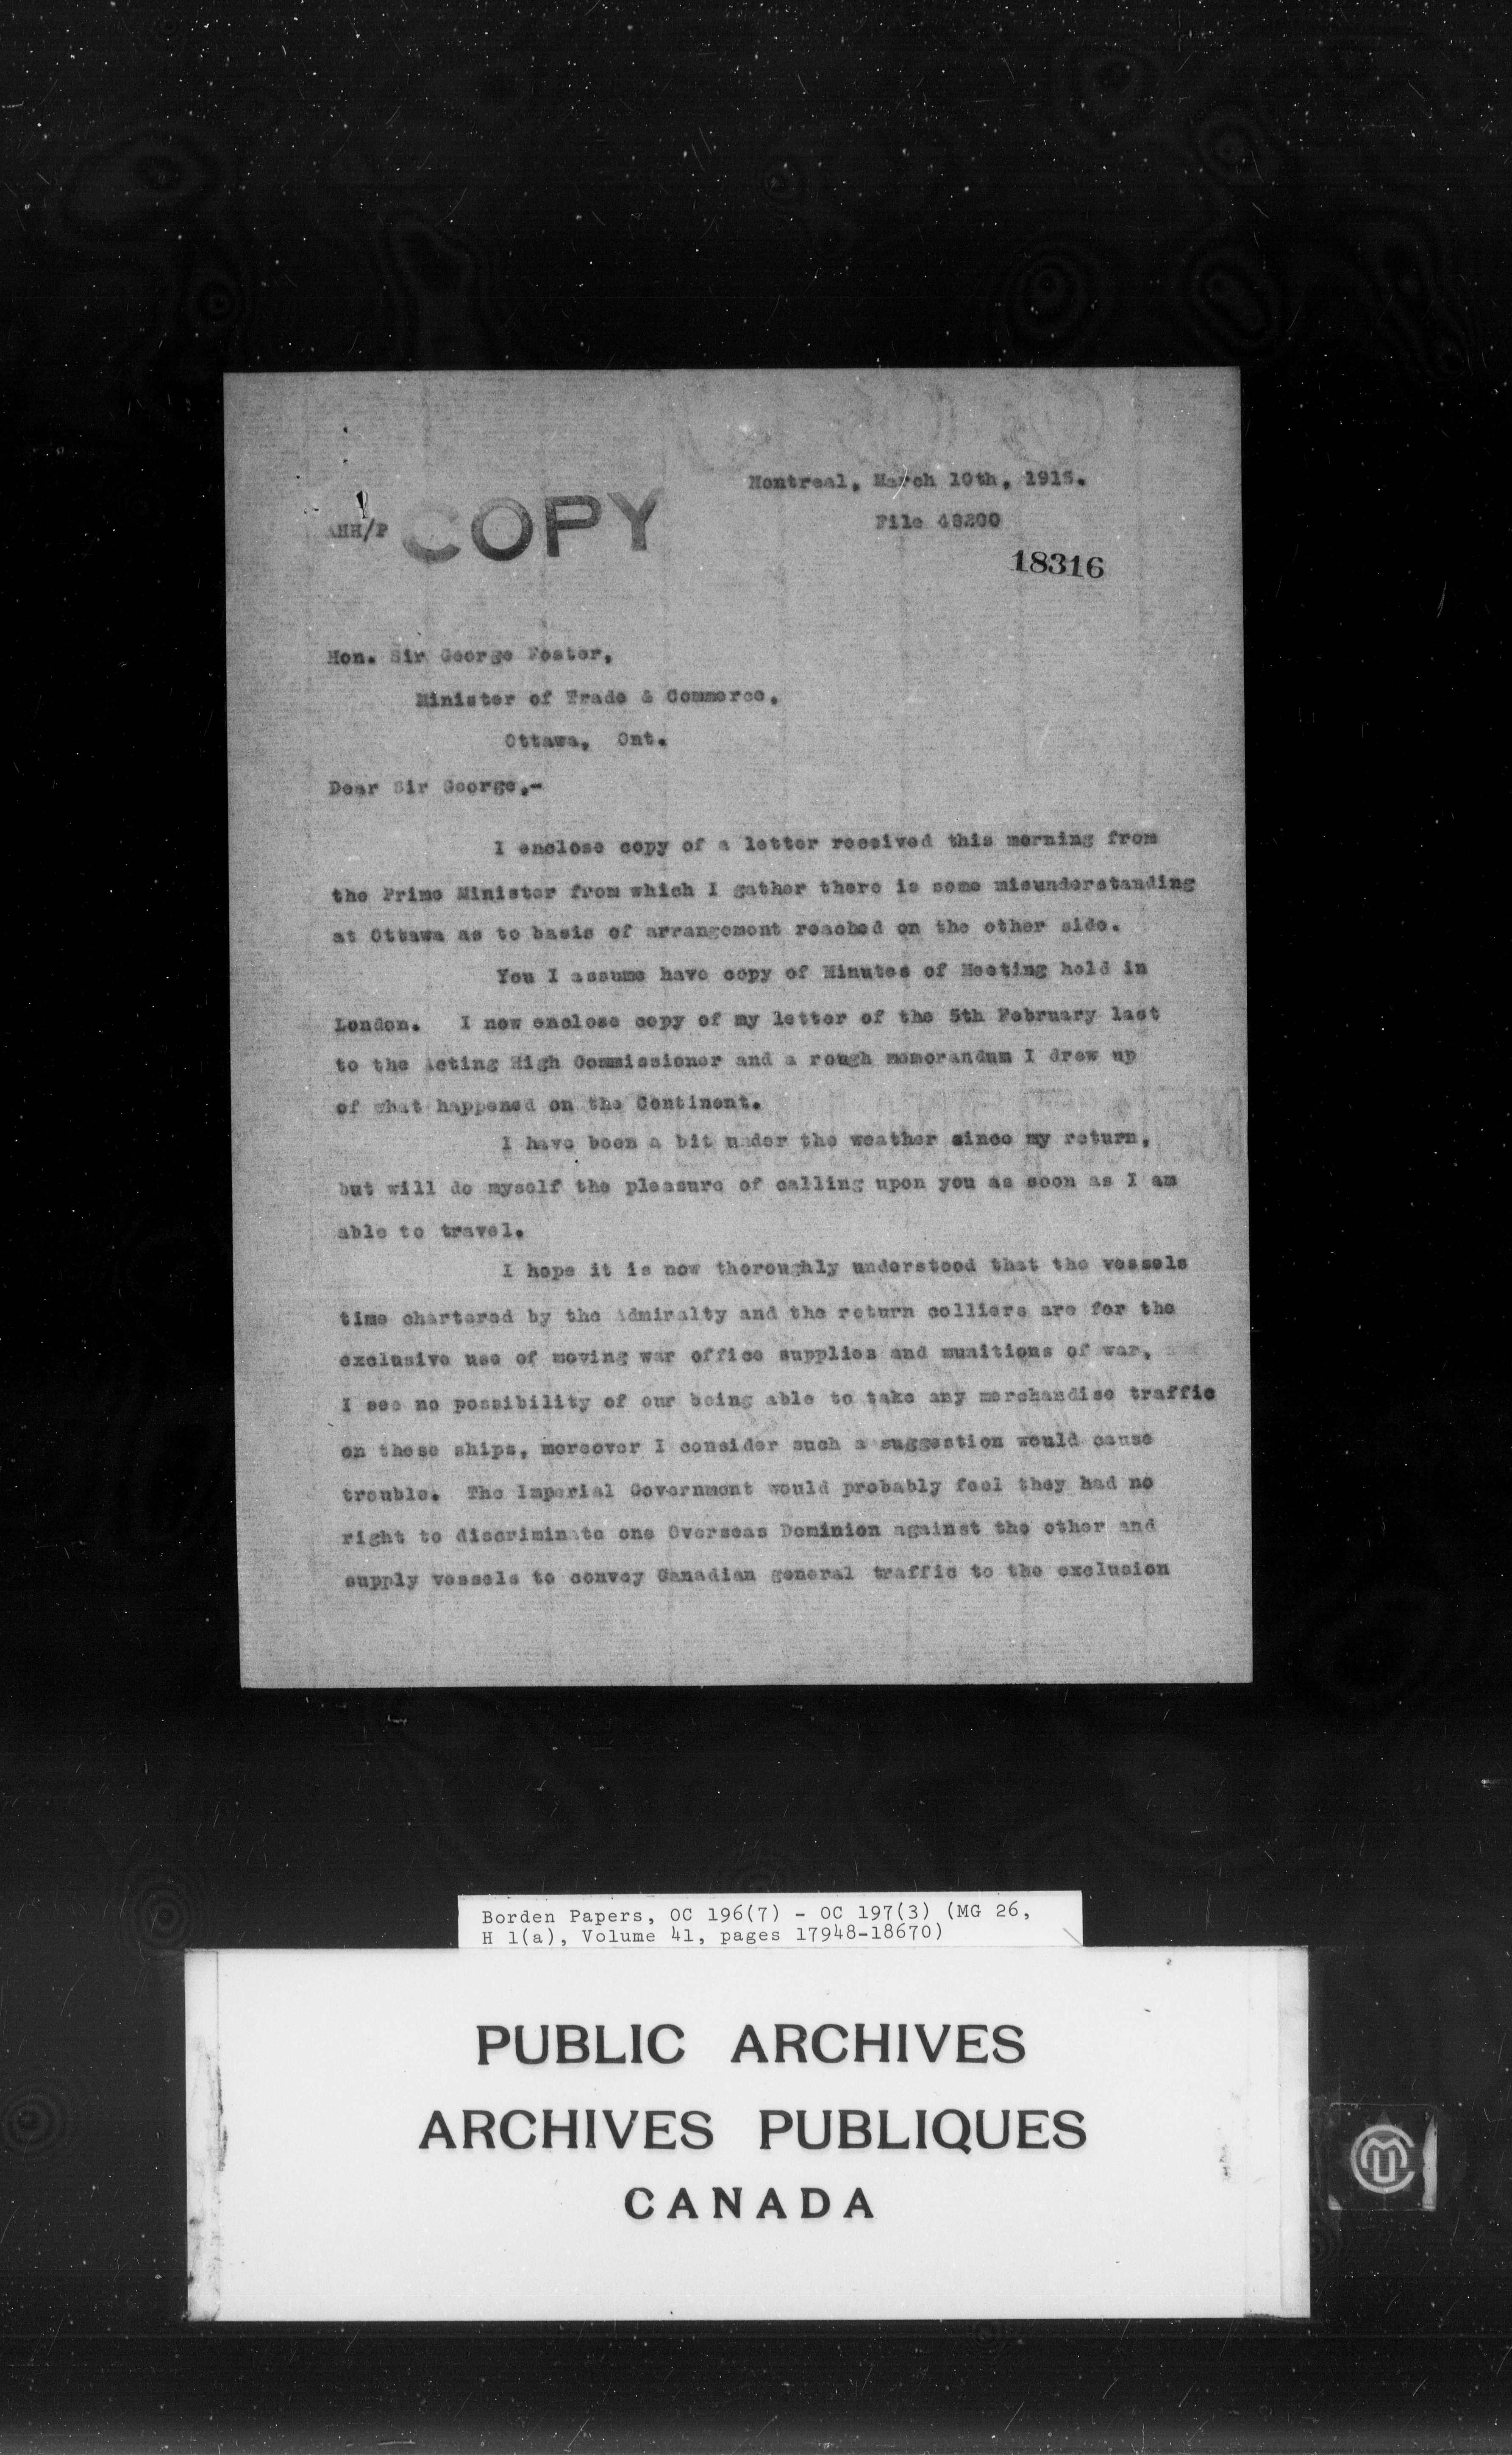 Montreal, March 10th, 1915.
AHH/P COPY File 48200
18316
Hon. Sir George Foster,
Minister of Trade & Commerce,
Ottawa, Ont.
Dear Sir George,-
I enclose copy of a letter received this morning from
the Prime Minister from which I gather there is some misunderstanding
at Ottawa as to basis of arrangement reached on the other side.
You I assume have copy of Minutes of Meeting held in
London. I now enclose copy of my letter of the 5th February last
to the Acting High Commissioner and a rough memorandum I drew up
of what happened on the Continent.
I have been a bit under the weather since my return,
but will do myself the pleasure of calling upon you as soon as I am
able to travel.
I hope it is now thoroughly understood that the vessels
time chartered by the Admiralty and the return colliers are for the
exclusive use of moving war office supplies and munitions of war,
I see no possibility of our being able to take any merchandise traffic
on these ships, moreover I consider such a suggestion would cause
trouble. The Imperial Government would probably feel they had no
right to discriminate one Overseas Dominion against the other and
supply vessels to convey Canadian general traffic to the exclusion
Borden Papers, OC 196(7) - OC 197(3) (MG 26,
H 1(a), Volume 41, pages 17948-18670)
PUBLIC ARCHIVES
ARCHIVES PUBLIQUES
CANADA